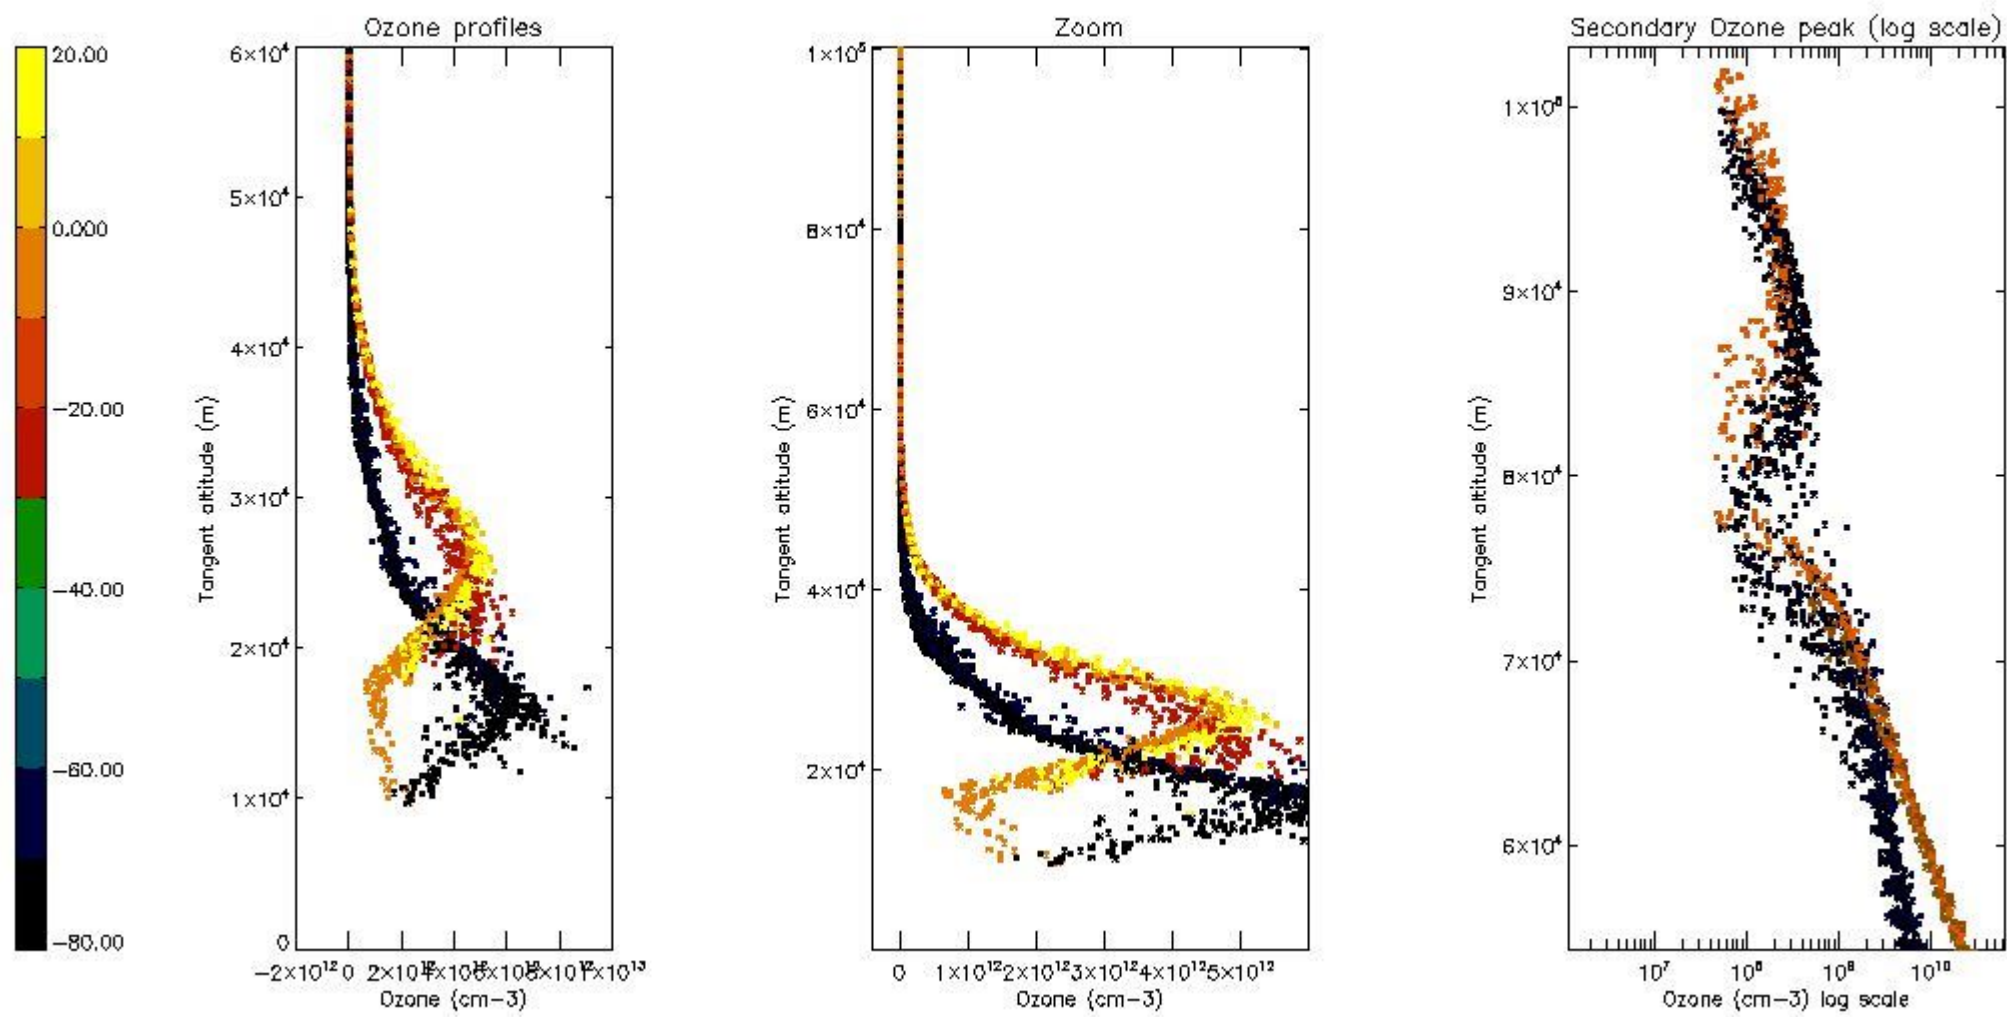 Ozone profiles
Zoom
Secondary Ozone peak (log scale)
20.00
0.000
−20.00
−40.00
−60.00
−80.00
6×10⁴
5×10⁴
4×10⁴
3×10⁴
2×10⁴
1×10⁴
0
Tangent altitude (m)
−2×10¹² 0
Ozone (cm−3)
1×10⁵
8×10⁴
6×10⁴
4×10⁴
2×10⁴
Tangent altitude (m)
0 1×10¹² 2×10¹² 3×10¹² 4×10¹² 5×10¹²
Ozone (cm−3)
9×10⁴
8×10⁴
7×10⁴
6×10⁴
Tangent altitude (m)
10⁷ 10⁸ 10⁹ 10¹⁰
Ozone (cm−3) log scale